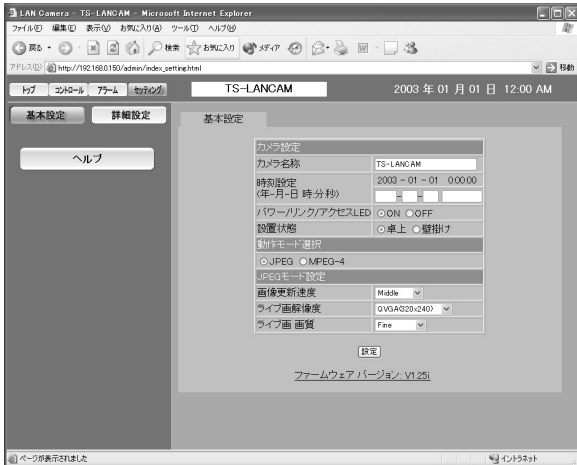 LAN Camera - TS-LANCAM - Microsoft Internet Explorer
ファイル(F) 編集(E) 表示(V) お気に入り(A) ツール(T) ヘルプ(H)
戻る 検索 お気に入り メディア
アドレス(D) http://192.168.0.150/admin/index_setting.html 移動
トップ コントロール アラーム セッティング TS-LANCAM 2003 年 01 月 01 日 12:00 AM
基本設定 詳細設定
ヘルプ
基本設定
カメラ設定
カメラ名称 TS-LANCAM
時刻設定 2003 - 01 - 01 0:00:00
(年-月-日 時:分:秒) - -
パワー/リンク/アクセスLED ON OFF
設置状態 卓上 壁掛け
動作モード選択
JPEG MPEG-4
JPEGモード設定
画像更新速度 Middle
ライブ画解像度 QVGA(320x240)
ライブ画 画質 Fine
設定
ファームウェア バージョン: V1.25i
ページが表示されました イントラネット